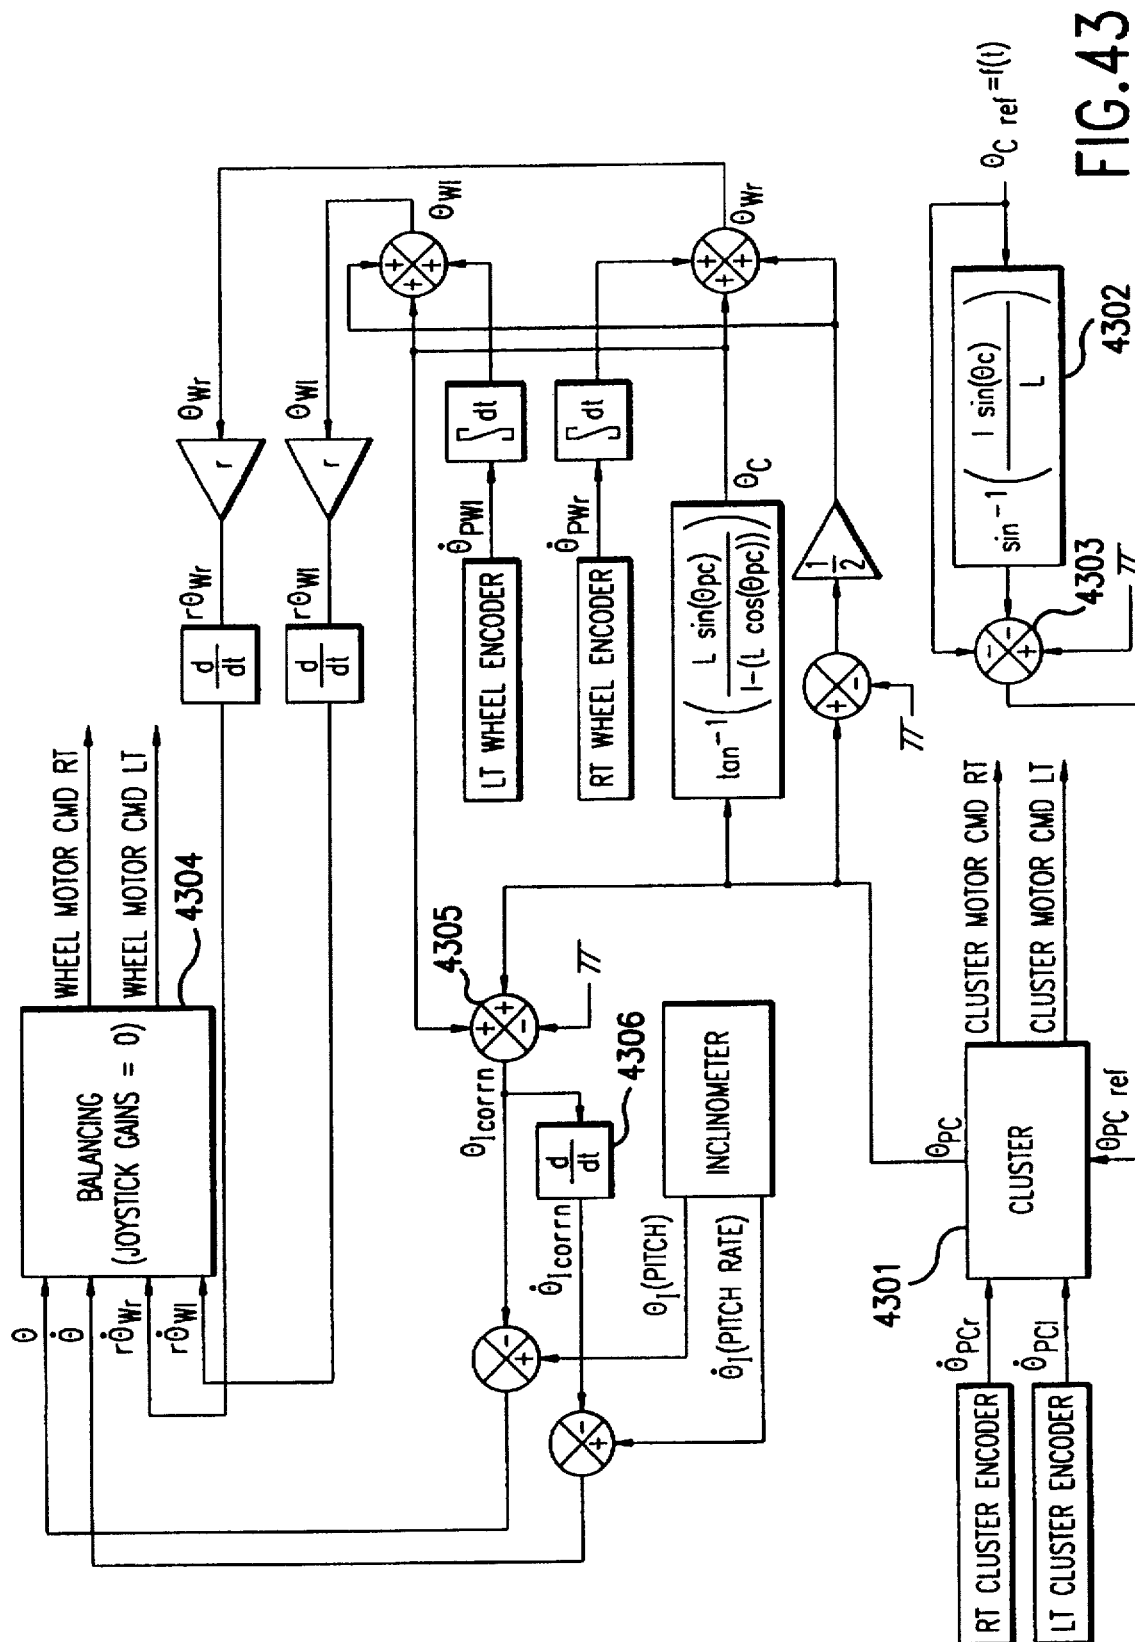 FIG.43
BALANCING
(JOYSTICK GAINS = 0)
WHEEL MOTOR CMD RT
WHEEL MOTOR CMD LT
4304
θ
θ̇
rθ̇Wr
rθ̇Wl
d
dt
rθWr
r
θWr
d
dt
rθWl
r
θWl
θWl
4305
+
+
−
π
θIcorrn
4306
d
dt
θ̇Icorrn
−
+
−
+
INCLINOMETER
θI(PITCH)
θ̇I(PITCH RATE)
LT WHEEL ENCODER
θ̇PWl
∫dt
+
+
+
RT WHEEL ENCODER
θ̇PWr
∫dt
+
+
+
θWr
tan⁻¹( L sin(θpc)
l−(L cos(θpc)) )
θC
+
−
π
1
2
4301
RT CLUSTER ENCODER
θ̇PCr
LT CLUSTER ENCODER
θ̇PCl
CLUSTER
θPC
θPC ref
CLUSTER MOTOR CMD RT
CLUSTER MOTOR CMD LT
4303
−
−
+
π
sin⁻¹( l sin(θc)
L )
4302
θC ref =f(t)